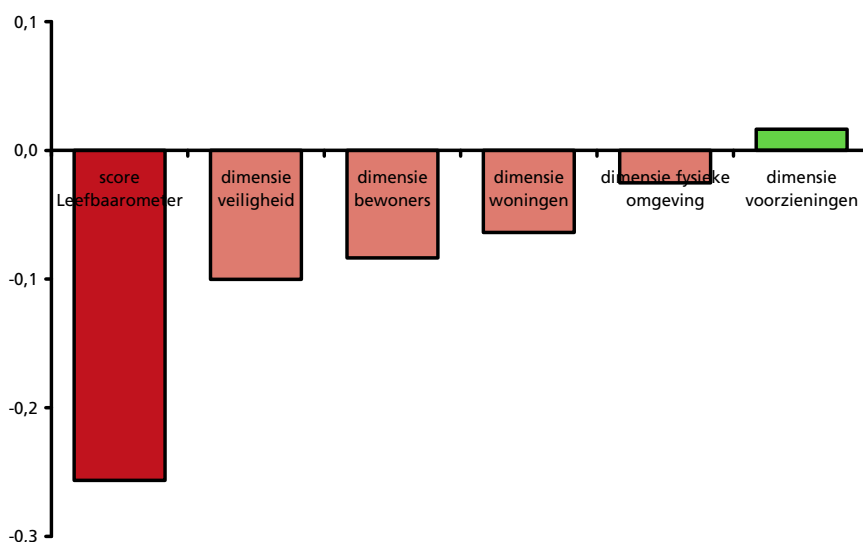 0,1
0,0
-0,1
-0,2
-0,3
score
Leefbaarometer
dimensie
veiligheid
dimensie
bewoners
dimensie
woningen
dimensie fysieke
omgeving
dimensie
voorzieningen